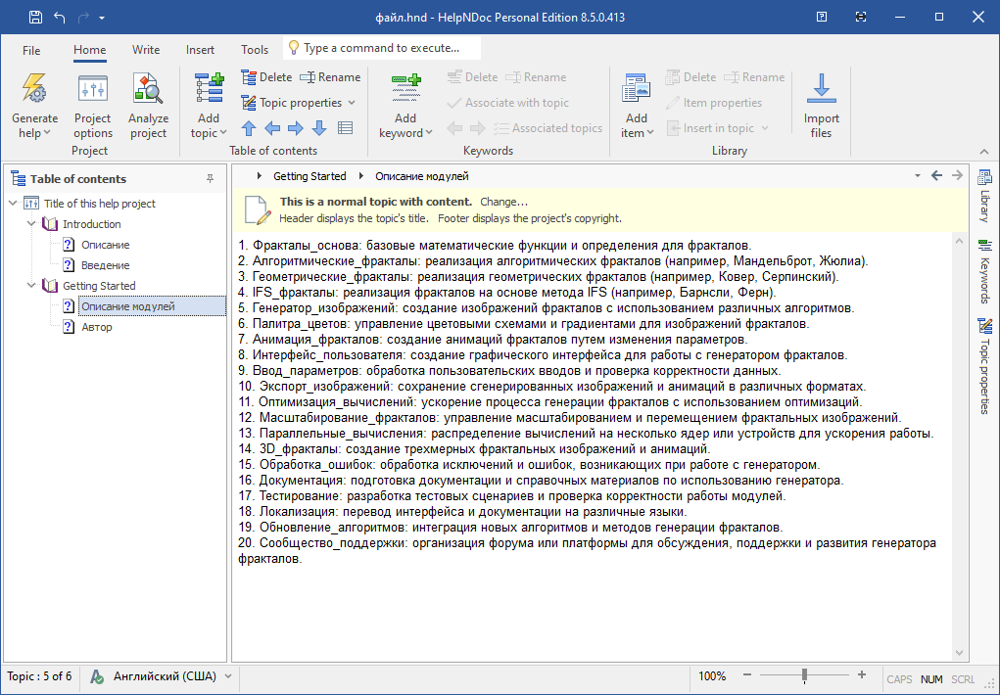 файл.hnd - HelpNDoc Personal Edition 8.5.0.413
File Home Write Insert Tools Type a command to execute...
Generate help
Project options
Analyze project
Project
Add topic
Delete Rename
Topic properties
Table of contents
Add keyword
Delete Rename
Associate with topic
Associated topics
Keywords
Add item
Delete Rename
Item properties
Insert in topic
Library
Import files
Table of contents
Title of this help project
Introduction
Описание
Введение
Getting Started
Описание модулей
Автор
Getting Started Описание модулей
This is a normal topic with content. Change...
Header displays the topic's title. Footer displays the project's copyright.
1. Фракталы_основа: базовые математические функции и определения для фракталов.
2. Алгоритмические_фракталы: реализация алгоритмических фракталов (например, Мандельброт, Жюлиа).
3. Геометрические_фракталы: реализация геометрических фракталов (например, Ковер, Серпинский).
4. IFS_фракталы: реализация фракталов на основе метода IFS (например, Барнсли, Ферн).
5. Генератор_изображений: создание изображений фракталов с использованием различных алгоритмов.
6. Палитра_цветов: управление цветовыми схемами и градиентами для изображений фракталов.
7. Анимация_фракталов: создание анимаций фракталов путем изменения параметров.
8. Интерфейс_пользователя: создание графического интерфейса для работы с генератором фракталов.
9. Ввод_параметров: обработка пользовательских вводов и проверка корректности данных.
10. Экспорт_изображений: сохранение сгенерированных изображений и анимаций в различных форматах.
11. Оптимизация_вычислений: ускорение процесса генерации фракталов с использованием оптимизаций.
12. Масштабирование_фракталов: управление масштабированием и перемещением фрактальных изображений.
13. Параллельные_вычисления: распределение вычислений на несколько ядер или устройств для ускорения работы.
14. 3D_фракталы: создание трехмерных фрактальных изображений и анимаций.
15. Обработка_ошибок: обработка исключений и ошибок, возникающих при работе с генератором.
16. Документация: подготовка документации и справочных материалов по использованию генератора.
17. Тестирование: разработка тестовых сценариев и проверка корректности работы модулей.
18. Локализация: перевод интерфейса и документации на различные языки.
19. Обновление_алгоритмов: интеграция новых алгоритмов и методов генерации фракталов.
20. Сообщество_поддержки: организация форума или платформы для обсуждения, поддержки и развития генератора
фракталов.
Library
Keywords
Topic properties
Topic : 5 of 6 Английский (США) 100% CAPS NUM SCRL